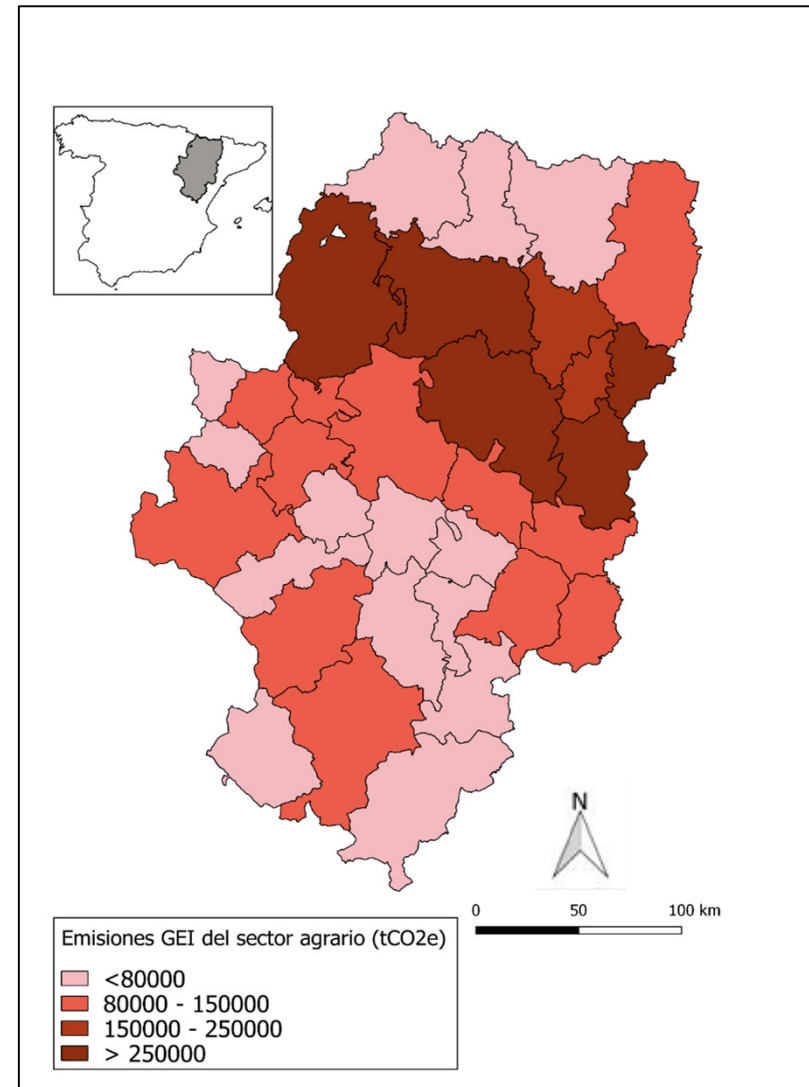 N
0 50 100 km
Emisiones GEI del sector agrario (tCO2e)
<80000
80000 - 150000
150000 - 250000
> 250000